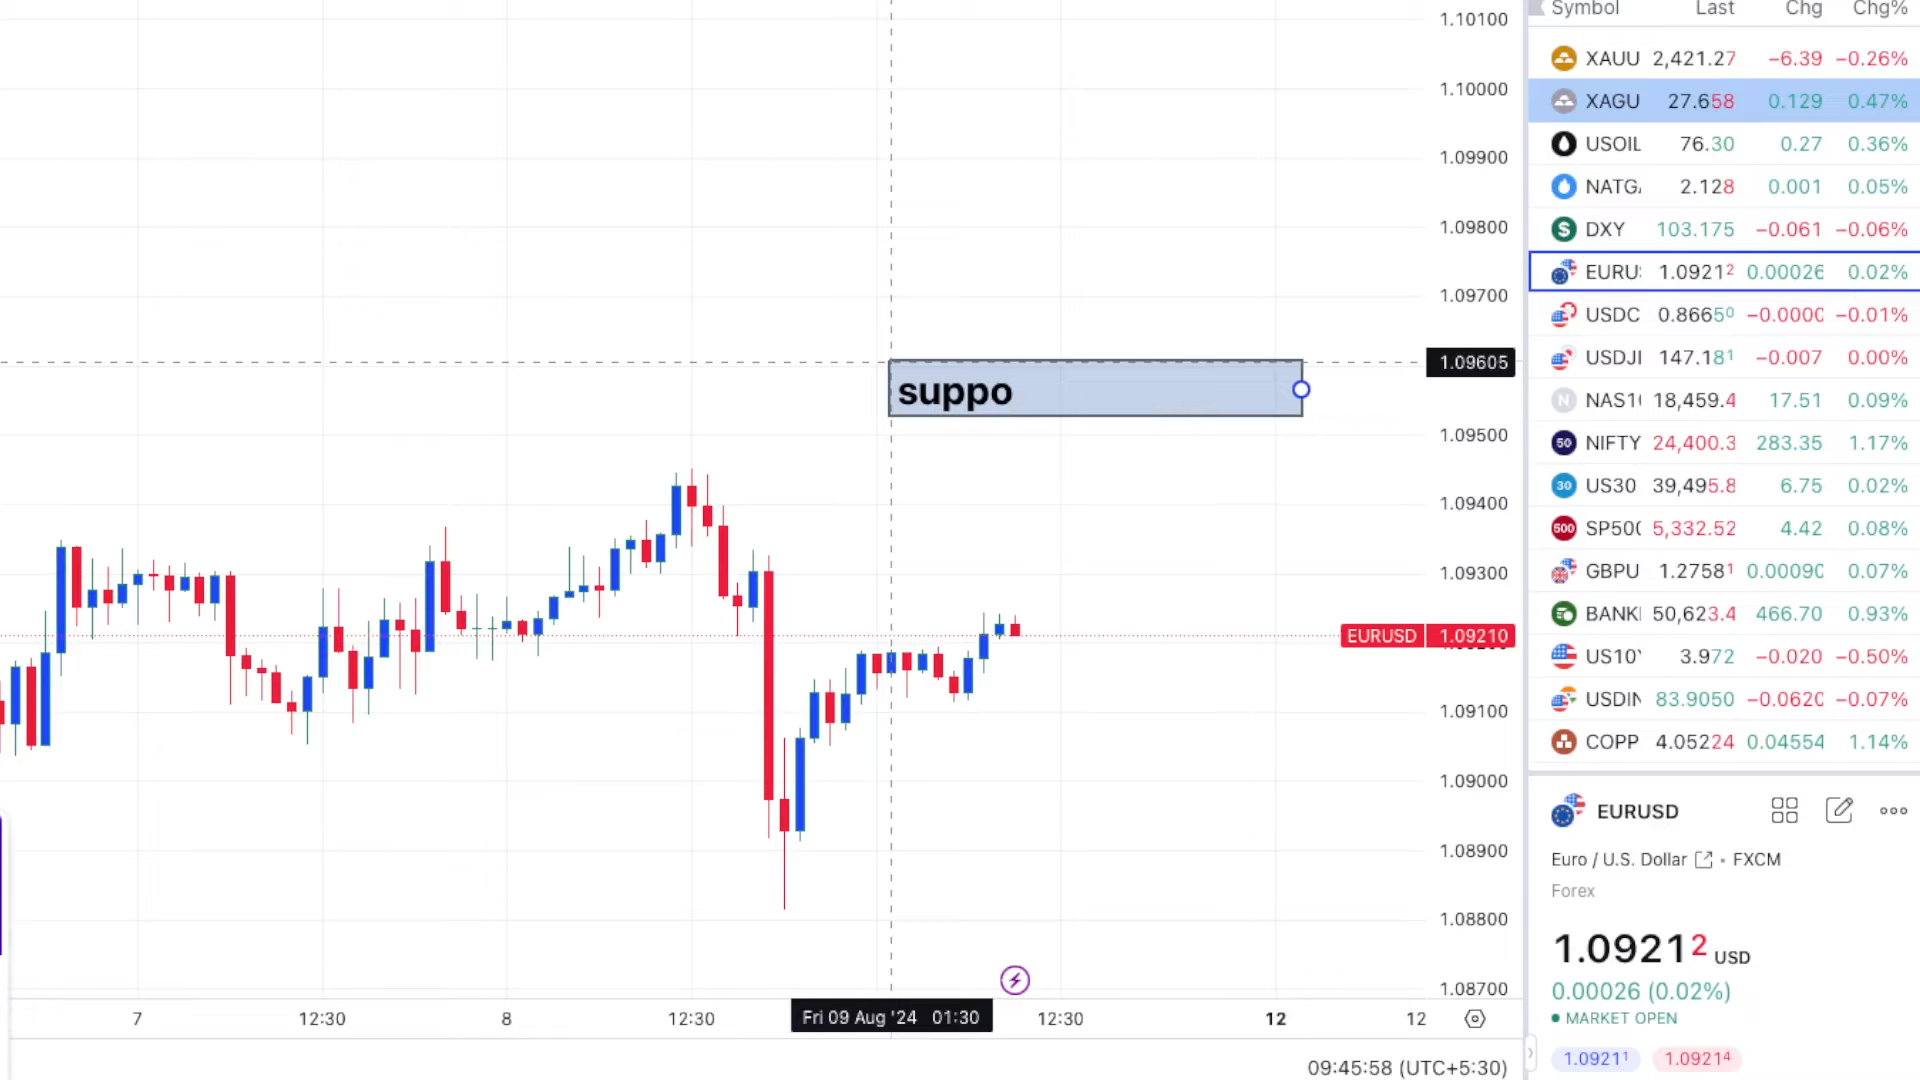 1.10100
1.10000
1.09900
1.09800
1.09700
1.09605
suppo
1.09500
1.09400
1.09300
EURUSD 1.09210
1.09100
1.09000
1.08900
1.08800
1.08700
7 12:30 8 12:30 Fri 09 Aug '24 01:30 12:30 12 12
09:45:58 (UTC+5:30)
Symbol Last Chg Chg%
XAUU 2,421.27 −6.39 −0.26%
XAGU 27.658 0.129 0.47%
USOIL 76.30 0.27 0.36%
NATGA 2.128 0.001 0.05%
DXY 103.175 −0.061 −0.06%
EURU 1.09212 0.00026 0.02%
USDC 0.86650 −0.0000 −0.01%
USDJ 147.181 −0.007 0.00%
NAS1 18,459.4 17.51 0.09%
50 NIFTY 24,400.3 283.35 1.17%
30 US30 39,495.8 6.75 0.02%
500 SP500 5,332.52 4.42 0.08%
GBPU 1.27581 0.00090 0.07%
BANK 50,623.4 466.70 0.93%
US10Y 3.972 −0.020 −0.50%
USDIN 83.9050 −0.0620 −0.07%
COPP 4.05224 0.04554 1.14%
EURUSD
Euro / U.S. Dollar • FXCM
Forex
1.09212 USD
0.00026 (0.02%)
MARKET OPEN
1.09211 1.09214